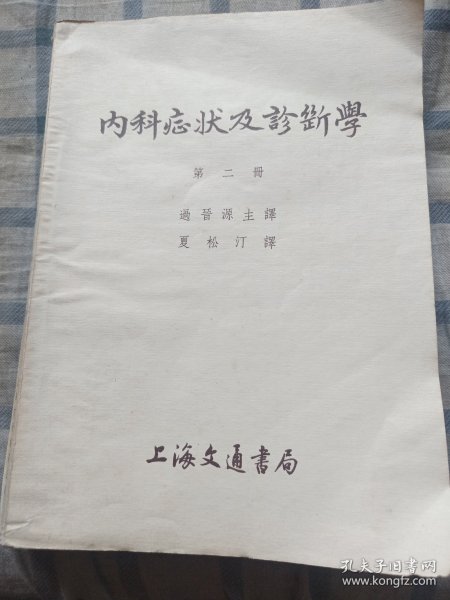 内科症状及診斷學
第二冊
過晉源主譯
夏松汀譯
上海文通書局
孔夫子旧书网
www.kongfz.com